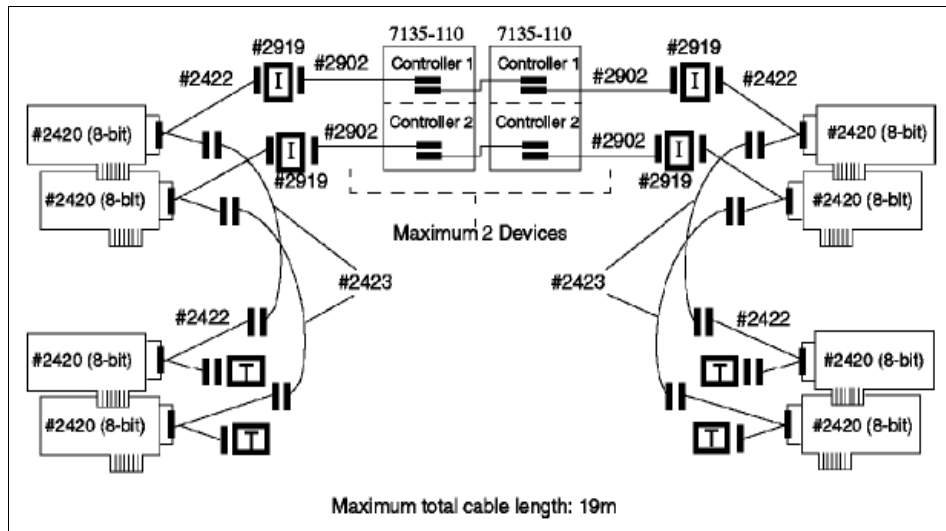 7135-110 7135-110
#2919 #2919
#2902 Controller 1 Controller 1 #2902
#2422 I I #2422
#2420 (8-bit) #2902 Controller 2 Controller 2 #2902 #2420 (8-bit)
I I
#2919 #2919
#2420 (8-bit) #2420 (8-bit)
Maximum 2 Devices
#2423 #2423
#2422 #2422
#2420 (8-bit) T T #2420 (8-bit)
#2420 (8-bit) T T #2420 (8-bit)
Maximum total cable length: 19m